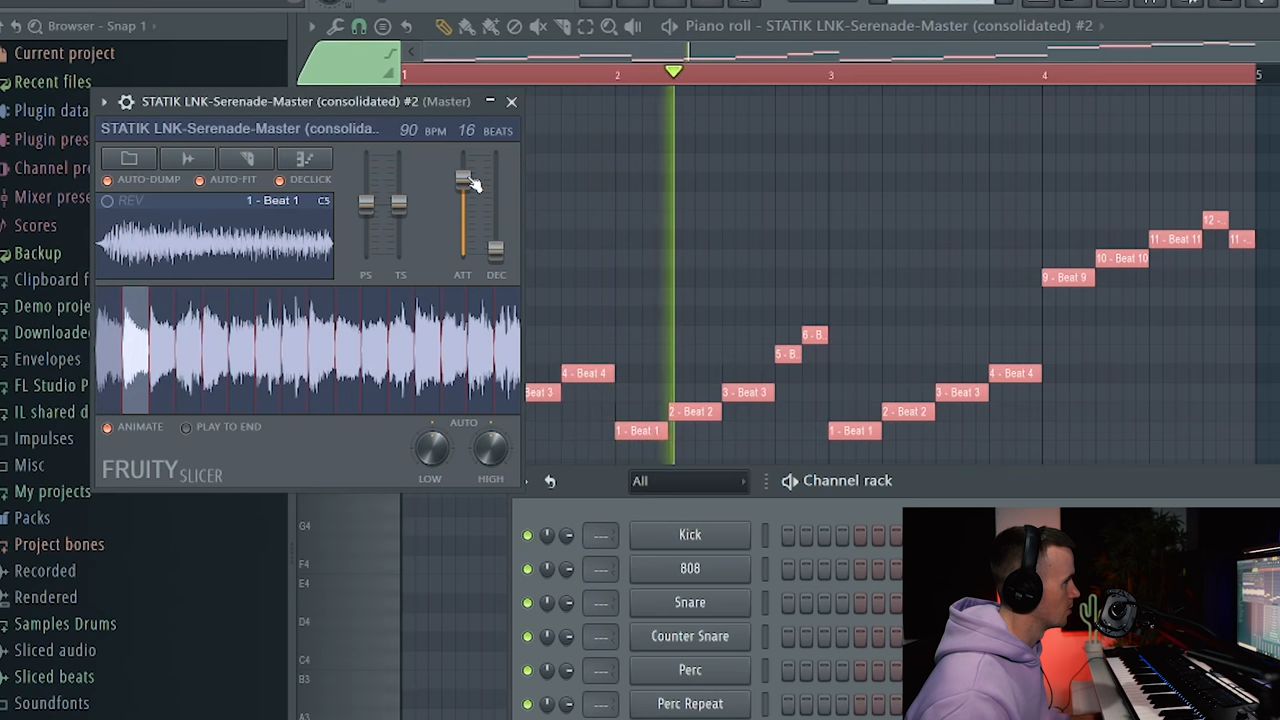 Browser - Snap 1
Piano roll - STATIK LNK-Serenade-Master (consolidated) #2
Current project
Recent files
Plugin data
Plugin pres
Channel pr
Mixer prese
Scores
Backup
Clipboard f
Demo proje
Downloade
Envelopes
FL Studio P
IL shared d
Impulses
Misc
My projects
Packs
Project bones
Recorded
Rendered
Samples Drums
Sliced audio
Sliced beats
Soundfonts
1
2
3
4
5
STATIK LNK-Serenade-Master (consolidated) #2 (Master)
STATIK LNK-Serenade-Master (consolida.. 90 BPM 16 BEATS
AUTO-DUMP AUTO-FIT DECLICK
REV 1 - Beat 1 C5
PS TS ATT DEC
ANIMATE PLAY TO END AUTO
FRUITY SLICER
LOW HIGH
12 -..
11 - Beat 11
11 -..
10 - Beat 10
9 - Beat 9
6 - B..
5 - B..
4 - Beat 4
4 - Beat 4
Beat 3
3 - Beat 3
3 - Beat 3
2 - Beat 2
2 - Beat 2
1 - Beat 1
1 - Beat 1
All
Channel rack
G4
F4
E4
D4
C4
B3
A3
Kick
808
Snare
Counter Snare
Perc
Perc Repeat